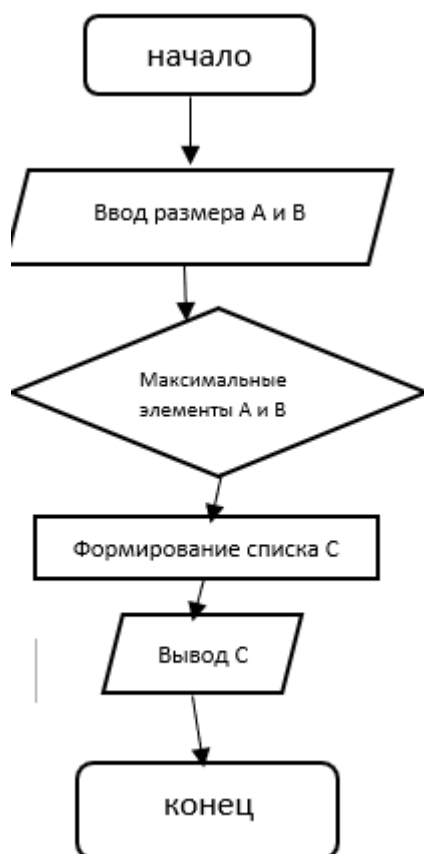 начало
Ввод размера А и В
Максимальные
элементы А и В
Формирование списка С
Вывод С
конец